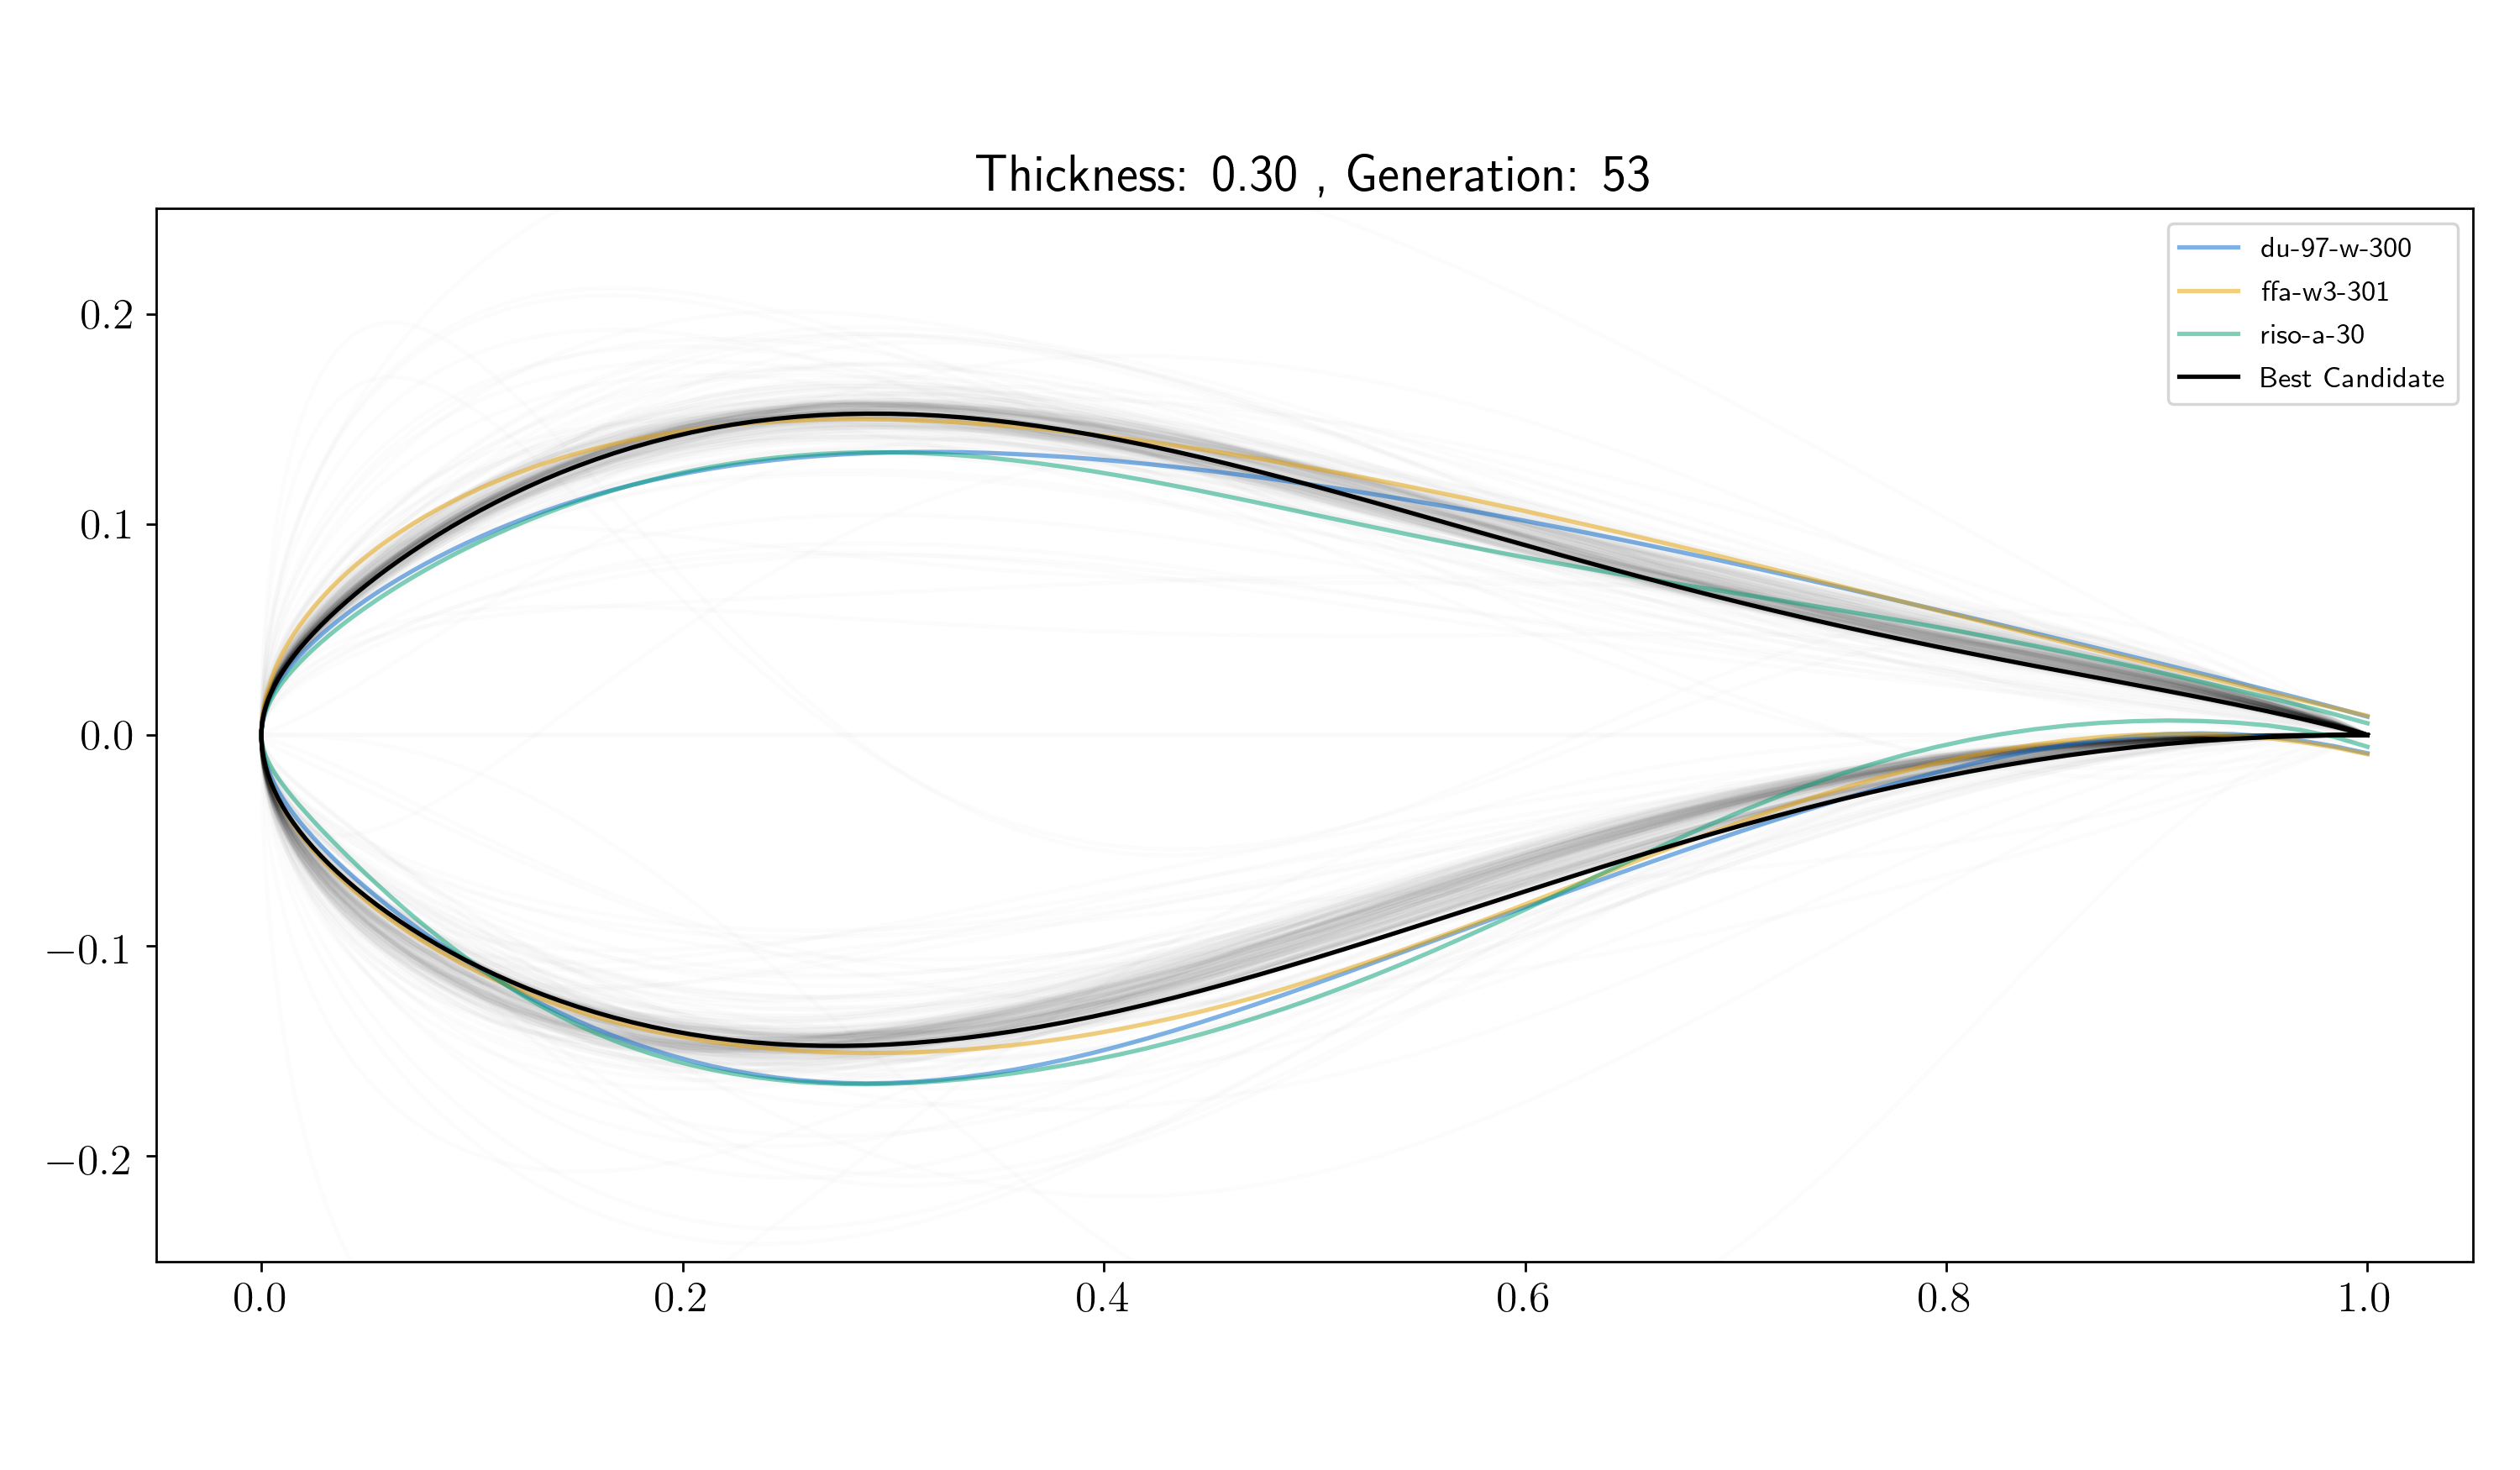 Thickness: 0.30 , Generation: 53
du-97-w-300
ffa-w3-301
riso-a-30
Best Candidate
0.2
0.1
0.0
−0.1
−0.2
0.0 0.2 0.4 0.6 0.8 1.0